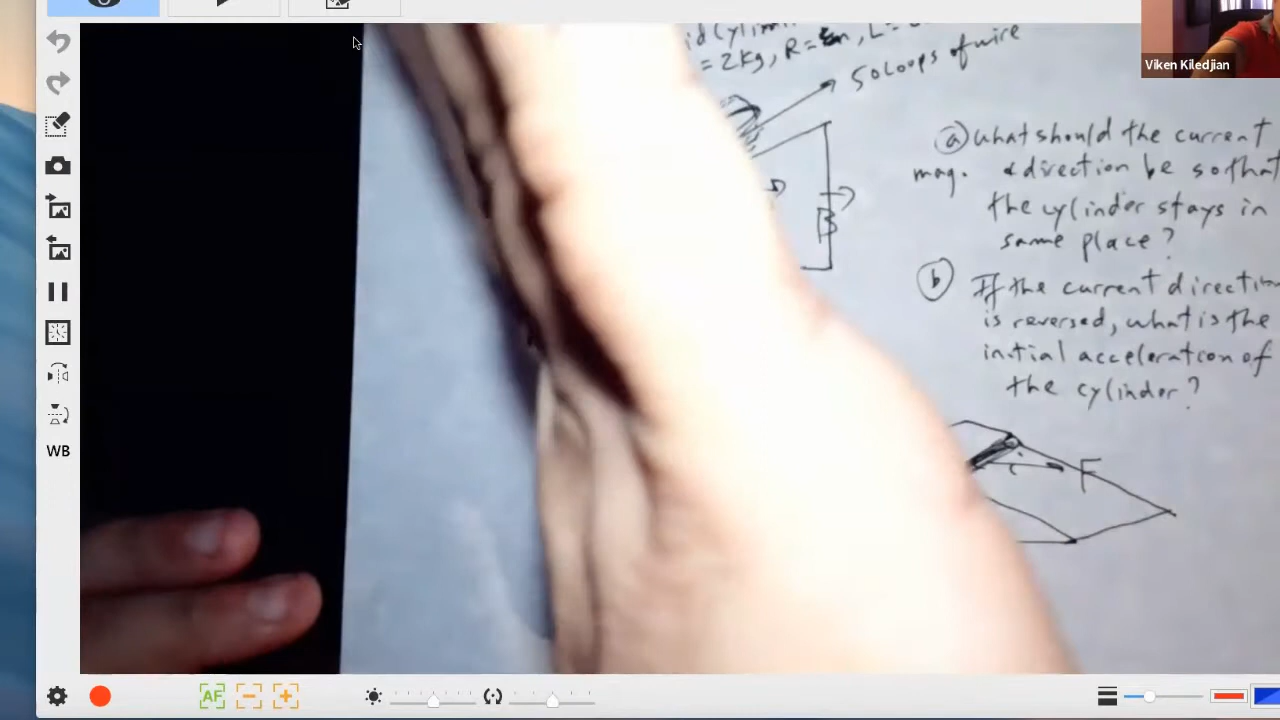 = 2kg, R=
50 Loops of wire
ⓐ what should the current
mag. & direction be so that
the cylinder stays in
same place?
B
ⓑ If the current direction
is reversed, what is the
initial acceleration of
the cylinder?
i
F
Viken Kiledjian
WB
AF